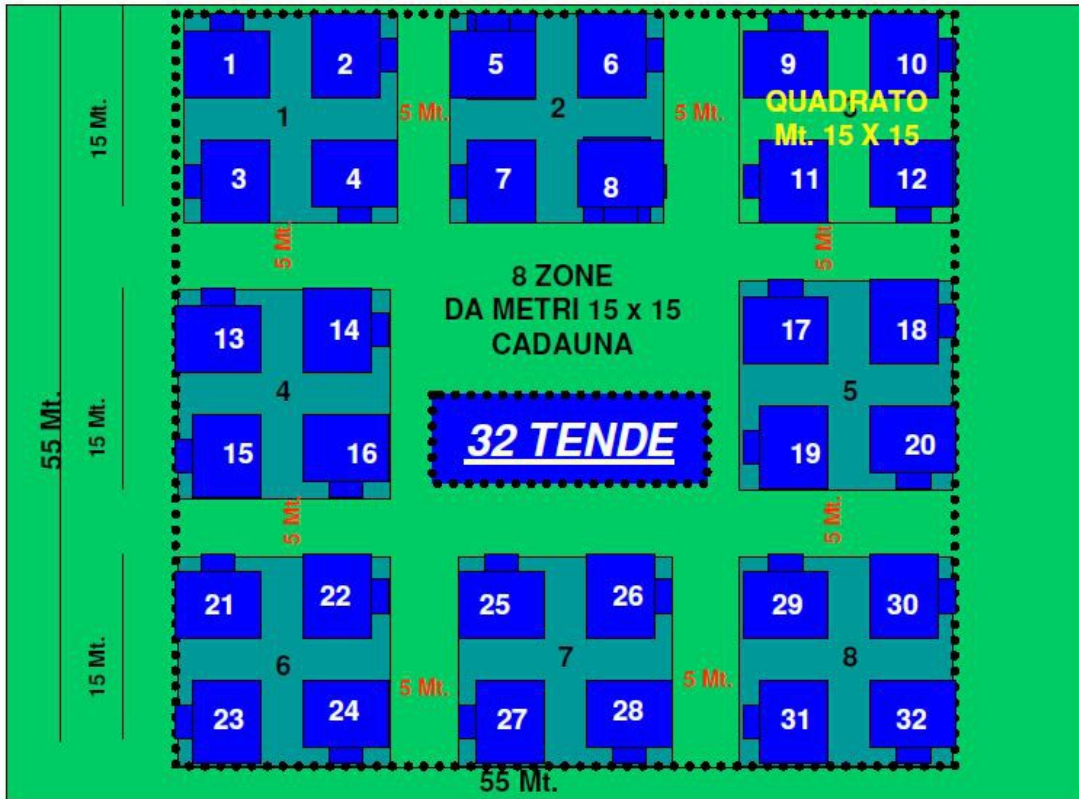 1
2
5
6
9
10
15 Mt.
1
5 Mt.
2
5 Mt.
QUADRATO
Mt. 15 X 15
3
4
7
8
11
12
5 Mt.
5 Mt.
8 ZONE
DA METRI 15 x 15
CADAUNA
13
14
17
18
55 Mt.
15 Mt.
4
5
32 TENDE
15
16
19
20
5 Mt.
5 Mt.
21
22
25
26
29
30
15 Mt.
6
5 Mt.
7
5 Mt.
8
23
24
27
28
31
32
55 Mt.